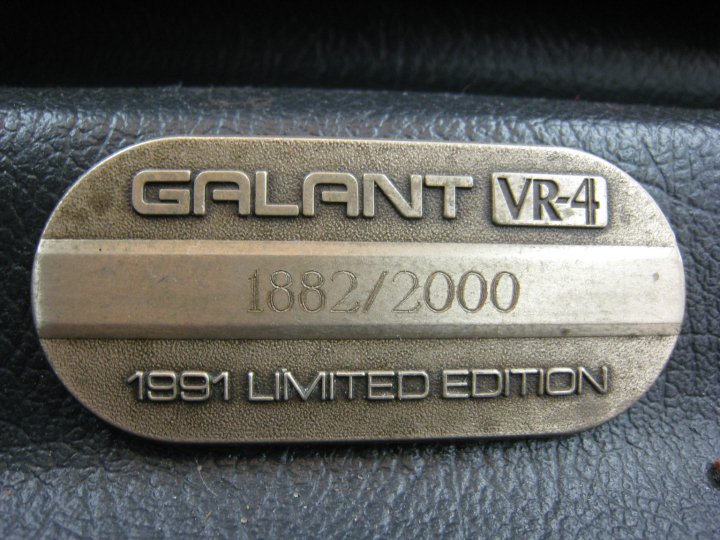 GALANT VR-4
1882/2000
1991 LIMITED EDITION